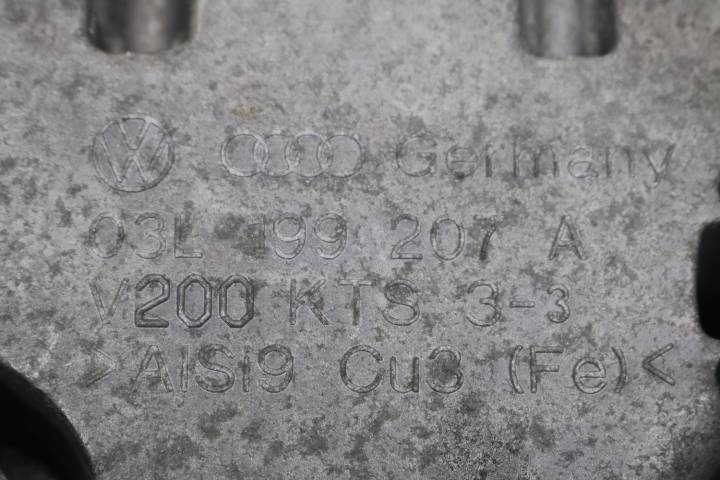 Germany
03L 199 207 A
V200 KTS 3-3
>AlSi9 Cu3 (Fe)<